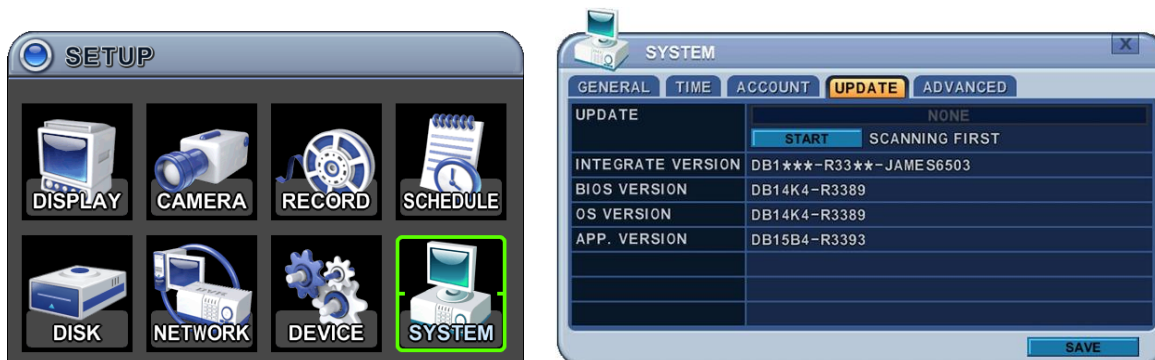 SETUP
DISPLAY CAMERA RECORD SCHEDULE
DISK NETWORK DEVICE SYSTEM
SYSTEM X
GENERAL TIME ACCOUNT UPDATE ADVANCED
UPDATE NONE
START SCANNING FIRST
INTEGRATE VERSION DB1***-R33**-JAMES6503
BIOS VERSION DB14K4-R3389
OS VERSION DB14K4-R3389
APP. VERSION DB15B4-R3393
SAVE